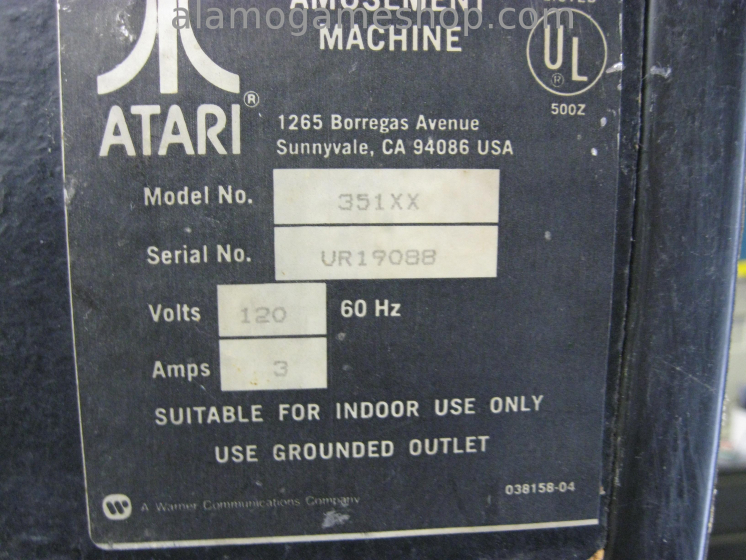 alamogameshop.com
AMUSEMENT
LISTED
MACHINE
UL
®
500Z
ATARI®
1265 Borregas Avenue
Sunnyvale, CA 94086 USA
Model No. 351XX
Serial No. UR19088
Volts 120 60 Hz
Amps 3
SUITABLE FOR INDOOR USE ONLY
USE GROUNDED OUTLET
A Warner Communications Company
038158-04